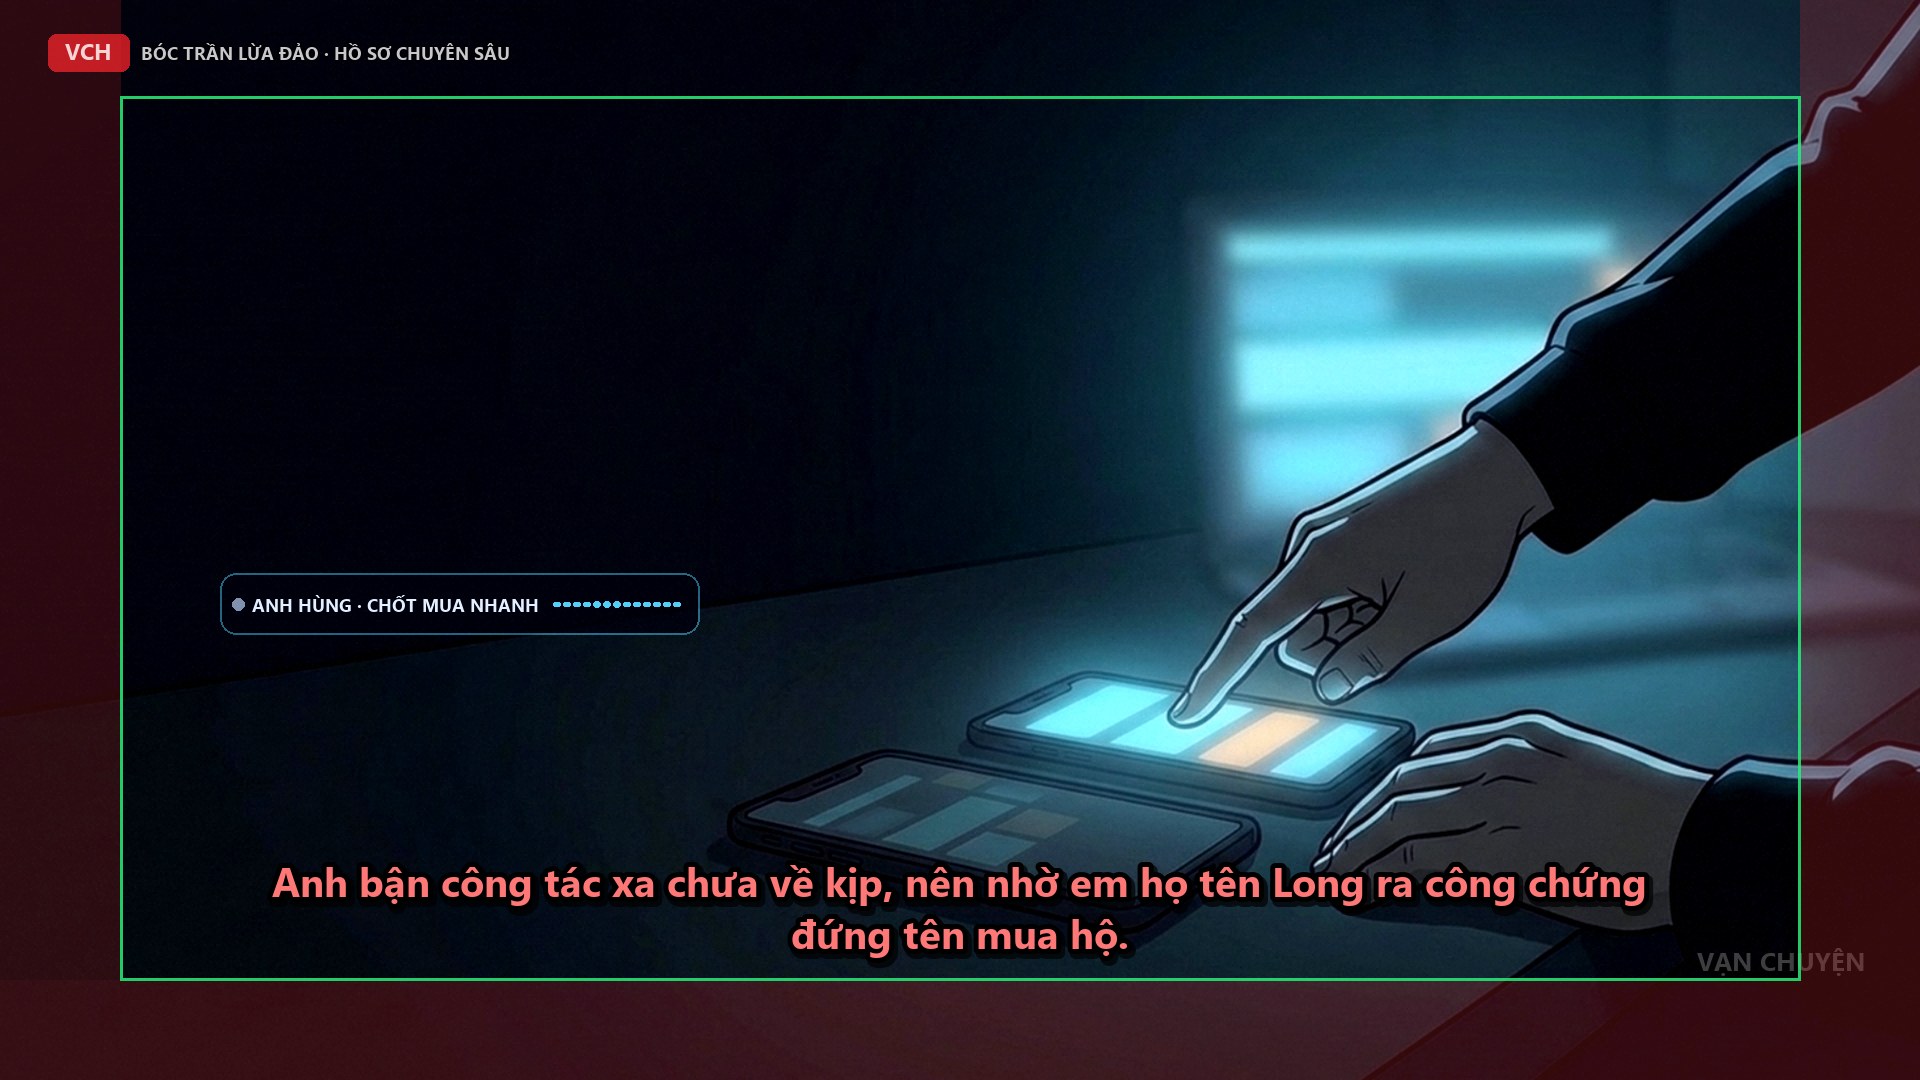 VCH BÓC TRẦN LỪA ĐẢO · HỒ SƠ CHUYÊN SÂU
ANH HÙNG · CHỐT MUA NHANH
Anh bận công tác xa chưa về kịp, nên nhờ em họ tên Long ra công chứng
đứng tên mua hộ.
VẠN CHUYỆN